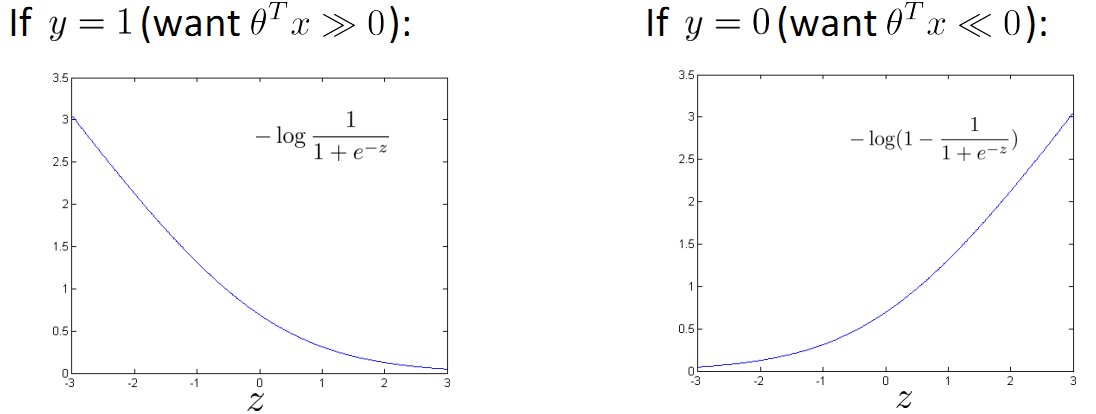 If y = 1 (want θᵀx ≫ 0):
3.5
3
2.5
2
1.5
1
0.5
0
-3 -2 -1 0 1 2 3
z
−log 1/(1 + e⁻ᶻ)
If y = 0 (want θᵀx ≪ 0):
3.5
3
2.5
2
1.5
1
0.5
0
-3 -2 -1 0 1 2 3
z
−log(1 − 1/(1 + e⁻ᶻ))